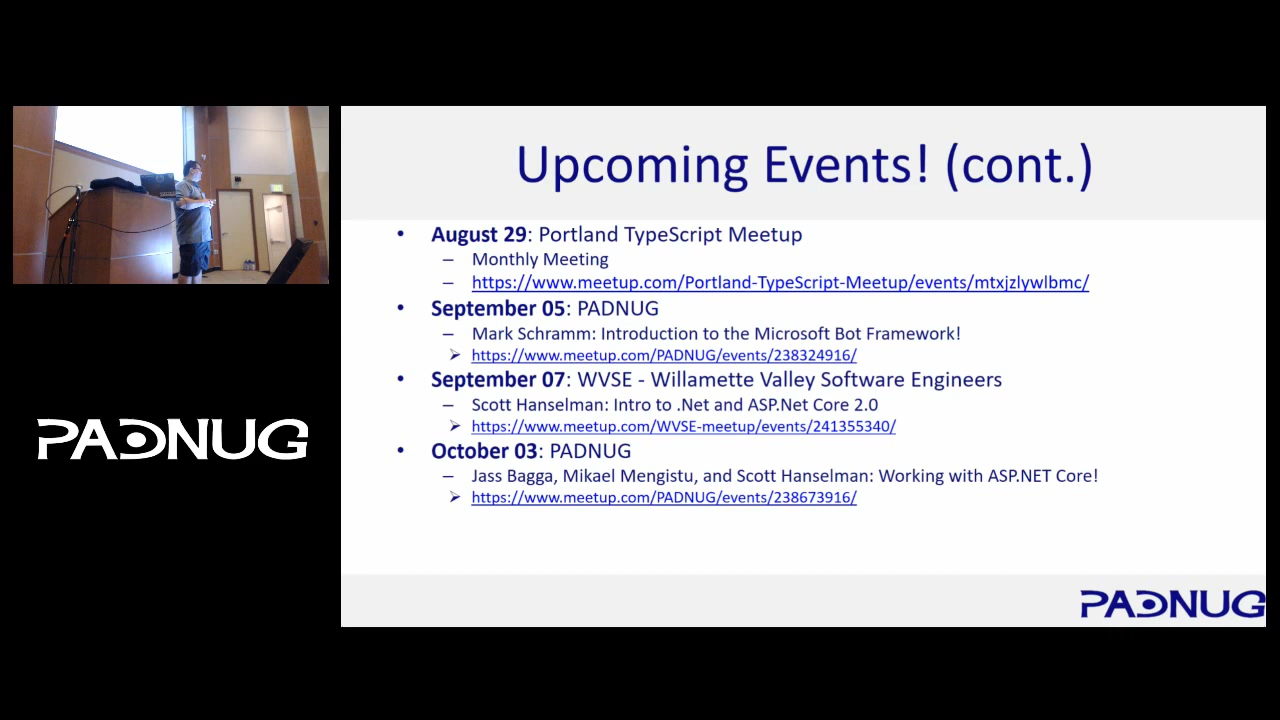 Upcoming Events! (cont.)
• August 29: Portland TypeScript Meetup
– Monthly Meeting
– https://www.meetup.com/Portland-TypeScript-Meetup/events/mtxjzlywlbmc/
• September 05: PADNUG
– Mark Schramm: Introduction to the Microsoft Bot Framework!
➢ https://www.meetup.com/PADNUG/events/238324916/
• September 07: WVSE - Willamette Valley Software Engineers
– Scott Hanselman: Intro to .Net and ASP.Net Core 2.0
➢ https://www.meetup.com/WVSE-meetup/events/241355340/
• October 03: PADNUG
– Jass Bagga, Mikael Mengistu, and Scott Hanselman: Working with ASP.NET Core!
➢ https://www.meetup.com/PADNUG/events/238673916/
PADNUG
PADNUG